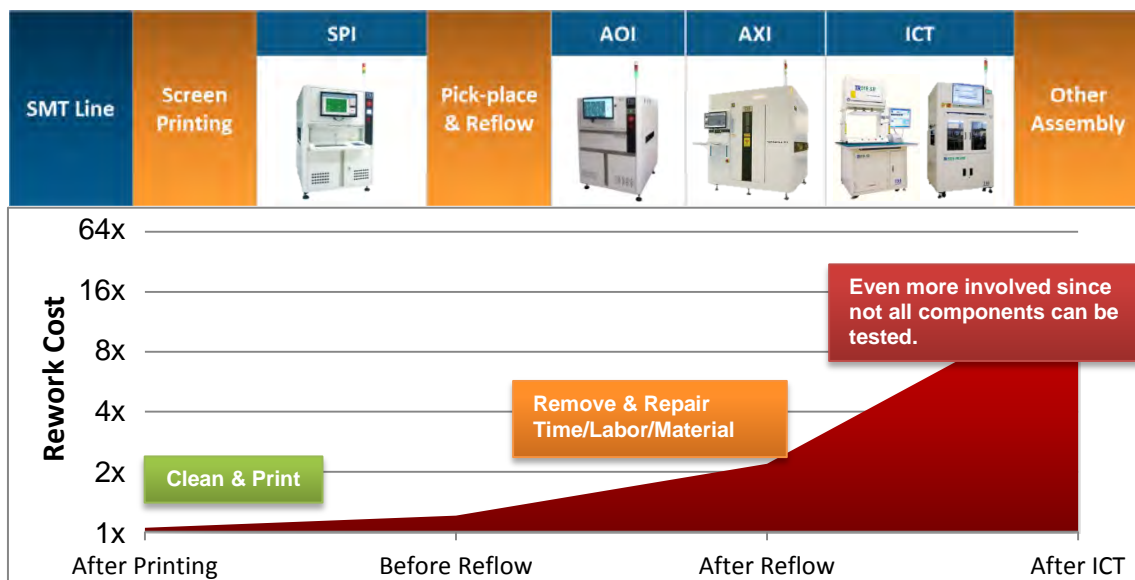 SPI
AOI
AXI
ICT
SMT Line
Screen
Printing
Pick-place
& Reflow
Other
Assembly
Rework Cost
64x
16x
8x
4x
2x
1x
Even more involved since
not all components can be
tested.
Remove & Repair
Time/Labor/Material
Clean & Print
After Printing
Before Reflow
After Reflow
After ICT